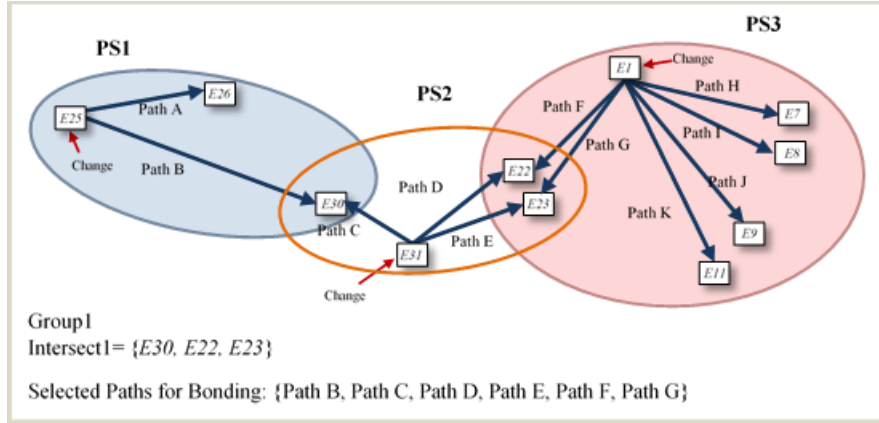 PS3
PS1
PS2
E1
Change
E26
Path A
Path H
Path F
E7
E25
Path I
Path G
E8
Change
Path B
E22
Path D
Path J
E30
E23
Path K
Path C
Path E
E9
E31
E11
Change
Group1
Intersect1= {E30, E22, E23}
Selected Paths for Bonding: {Path B, Path C, Path D, Path E, Path F, Path G}